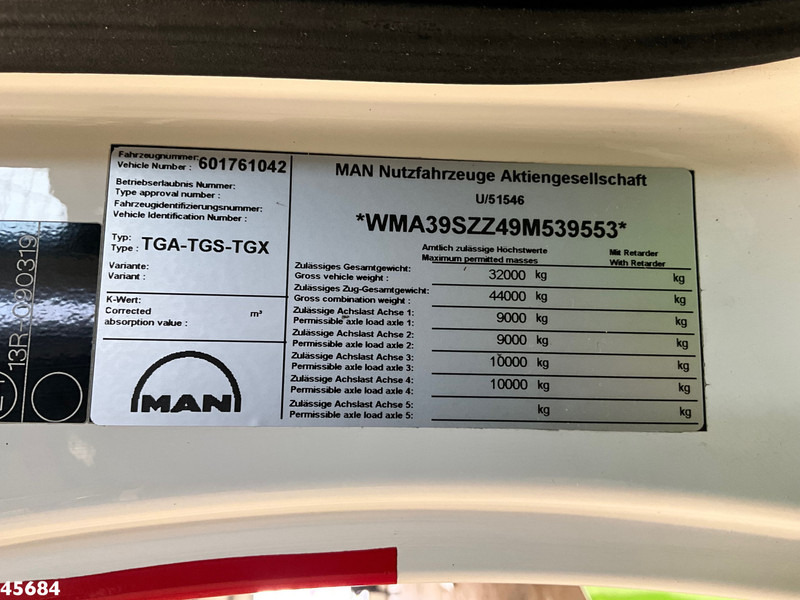 Fahrzeugnummer:
Vehicle Number : 601761042
Betriebserlaubnis Nummer:
Type approval number :
Fahrzeugidentifizierungsnummer:
Vehicle Identification Number :
Typ:
Type : TGA-TGS-TGX
Variante:
Variant :
K-Wert:
Corrected m³
absorption value :
MAN
MAN Nutzfahrzeuge Aktiengesellschaft
U/51546
*WMA39SZZ49M539553*
Amtlich zulässige Höchstwerte Mit Retarder
Maximum permitted masses With Retarder
Zulässiges Gesamtgewicht:
Gross vehicle weight : 32000 kg kg
Zulässiges Zug-Gesamtgewicht:
Gross combination weight : 44000 kg kg
Zulässige Achslast Achse 1:
Permissible axle load axle 1: 9000 kg kg
Zulässige Achslast Achse 2:
Permissible axle load axle 2: 9000 kg kg
Zulässige Achslast Achse 3:
Permissible axle load axle 3: 10000 kg kg
Zulässige Achslast Achse 4:
Permissible axle load axle 4: 10000 kg kg
Zulässige Achslast Achse 5:
Permissible axle load axle 5: kg kg
13R-090319
45684